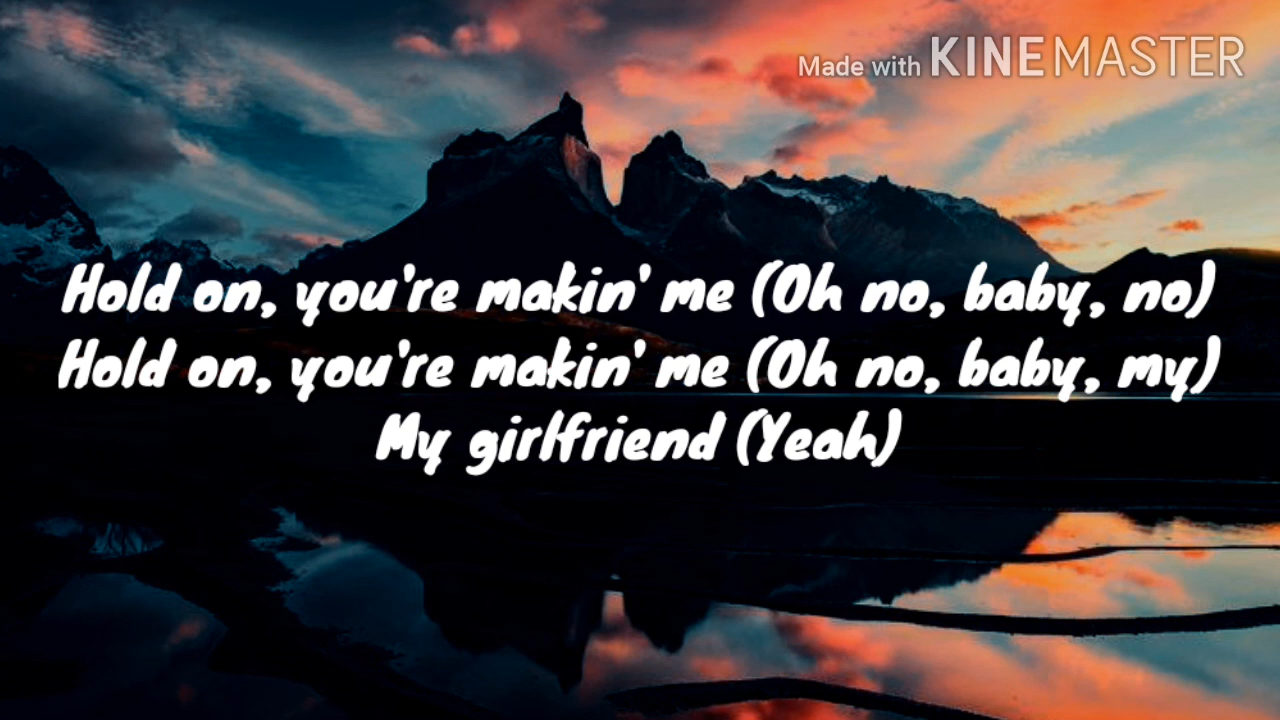 Made with KINEMASTER
Hold on, you're makin' me (Oh no, baby, no)
Hold on, you're makin' me (Oh no, baby, my)
My girlfriend (Yeah)